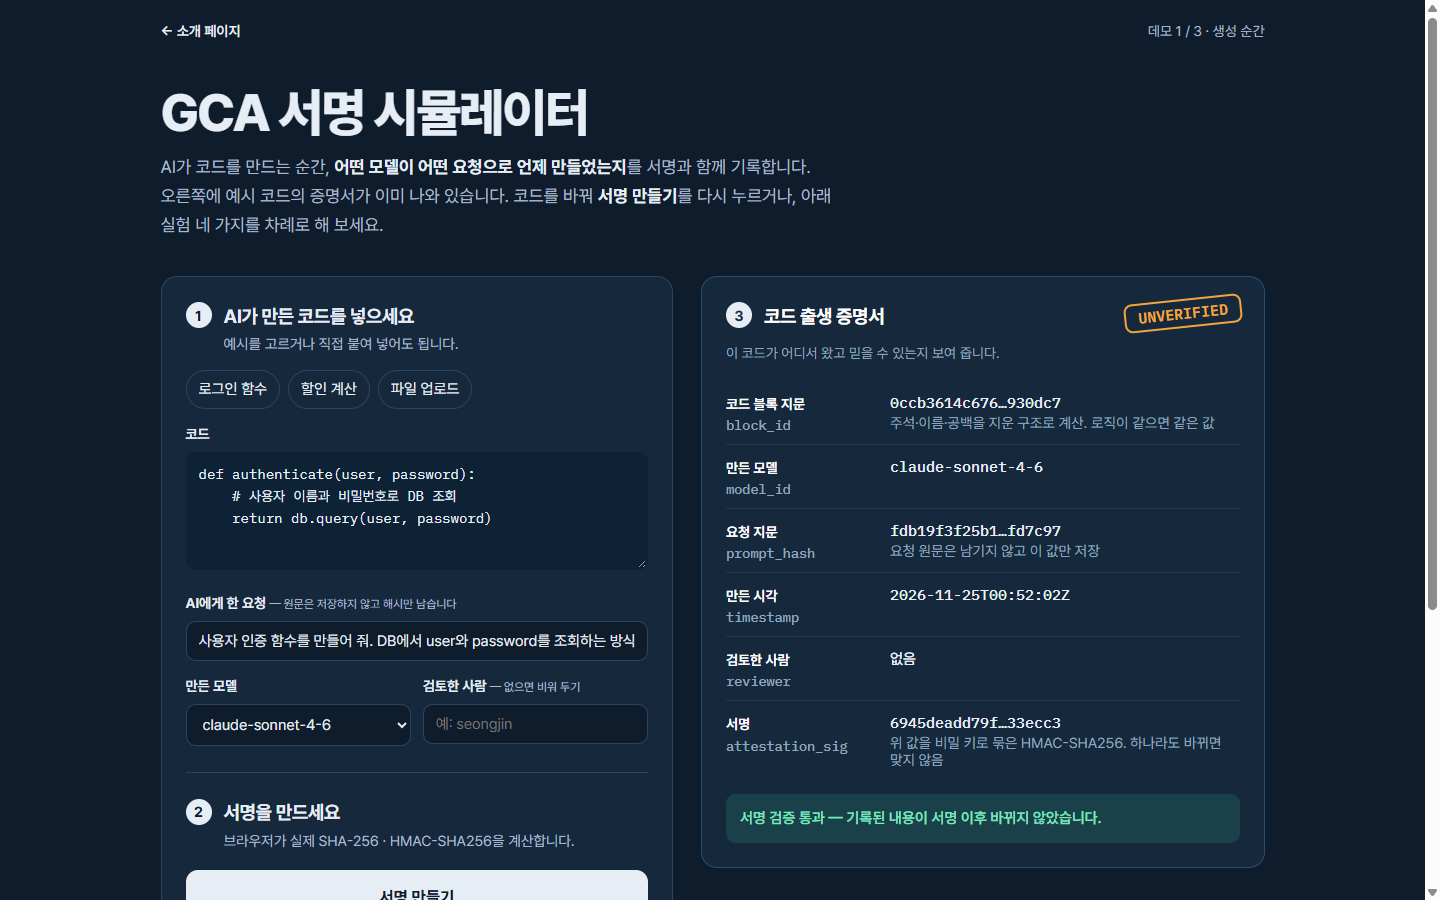 ← 소개 페이지
데모 1 / 3 · 생성 순간
GCA 서명 시뮬레이터
AI가 코드를 만드는 순간, 어떤 모델이 어떤 요청으로 언제 만들었는지를 서명과 함께 기록합니다.
오른쪽에 예시 코드의 증명서가 이미 나와 있습니다. 코드를 바꿔 서명 만들기를 다시 누르거나, 아래
실험 네 가지를 차례로 해 보세요.
1 AI가 만든 코드를 넣으세요
예시를 고르거나 직접 붙여 넣어도 됩니다.
로그인 함수 할인 계산 파일 업로드
코드
def authenticate(user, password):
    # 사용자 이름과 비밀번호로 DB 조회
    return db.query(user, password)
AI에게 한 요청 — 원문은 저장하지 않고 해시만 남습니다
사용자 인증 함수를 만들어 줘. DB에서 user와 password를 조회하는 방식
만든 모델 검토한 사람 — 없으면 비워 두기
claude-sonnet-4-6 예: seongjin
2 서명을 만드세요
브라우저가 실제 SHA-256 · HMAC-SHA256을 계산합니다.
서명 만들기
3 코드 출생 증명서
UNVERIFIED
이 코드가 어디서 왔고 믿을 수 있는지 보여 줍니다.
코드 블록 지문 0ccb3614c676…930dc7
block_id 주석·이름·공백을 지운 구조로 계산. 로직이 같으면 같은 값
만든 모델 claude-sonnet-4-6
model_id
요청 지문 fdb19f3f25b1…fd7c97
prompt_hash 요청 원문은 남기지 않고 이 값만 저장
만든 시각 2026-11-25T00:52:02Z
timestamp
검토한 사람 없음
reviewer
서명 6945deadd79f…33ecc3
attestation_sig 위 값을 비밀 키로 묶은 HMAC-SHA256. 하나라도 바뀌면
맞지 않음
서명 검증 통과 — 기록된 내용이 서명 이후 바뀌지 않았습니다.